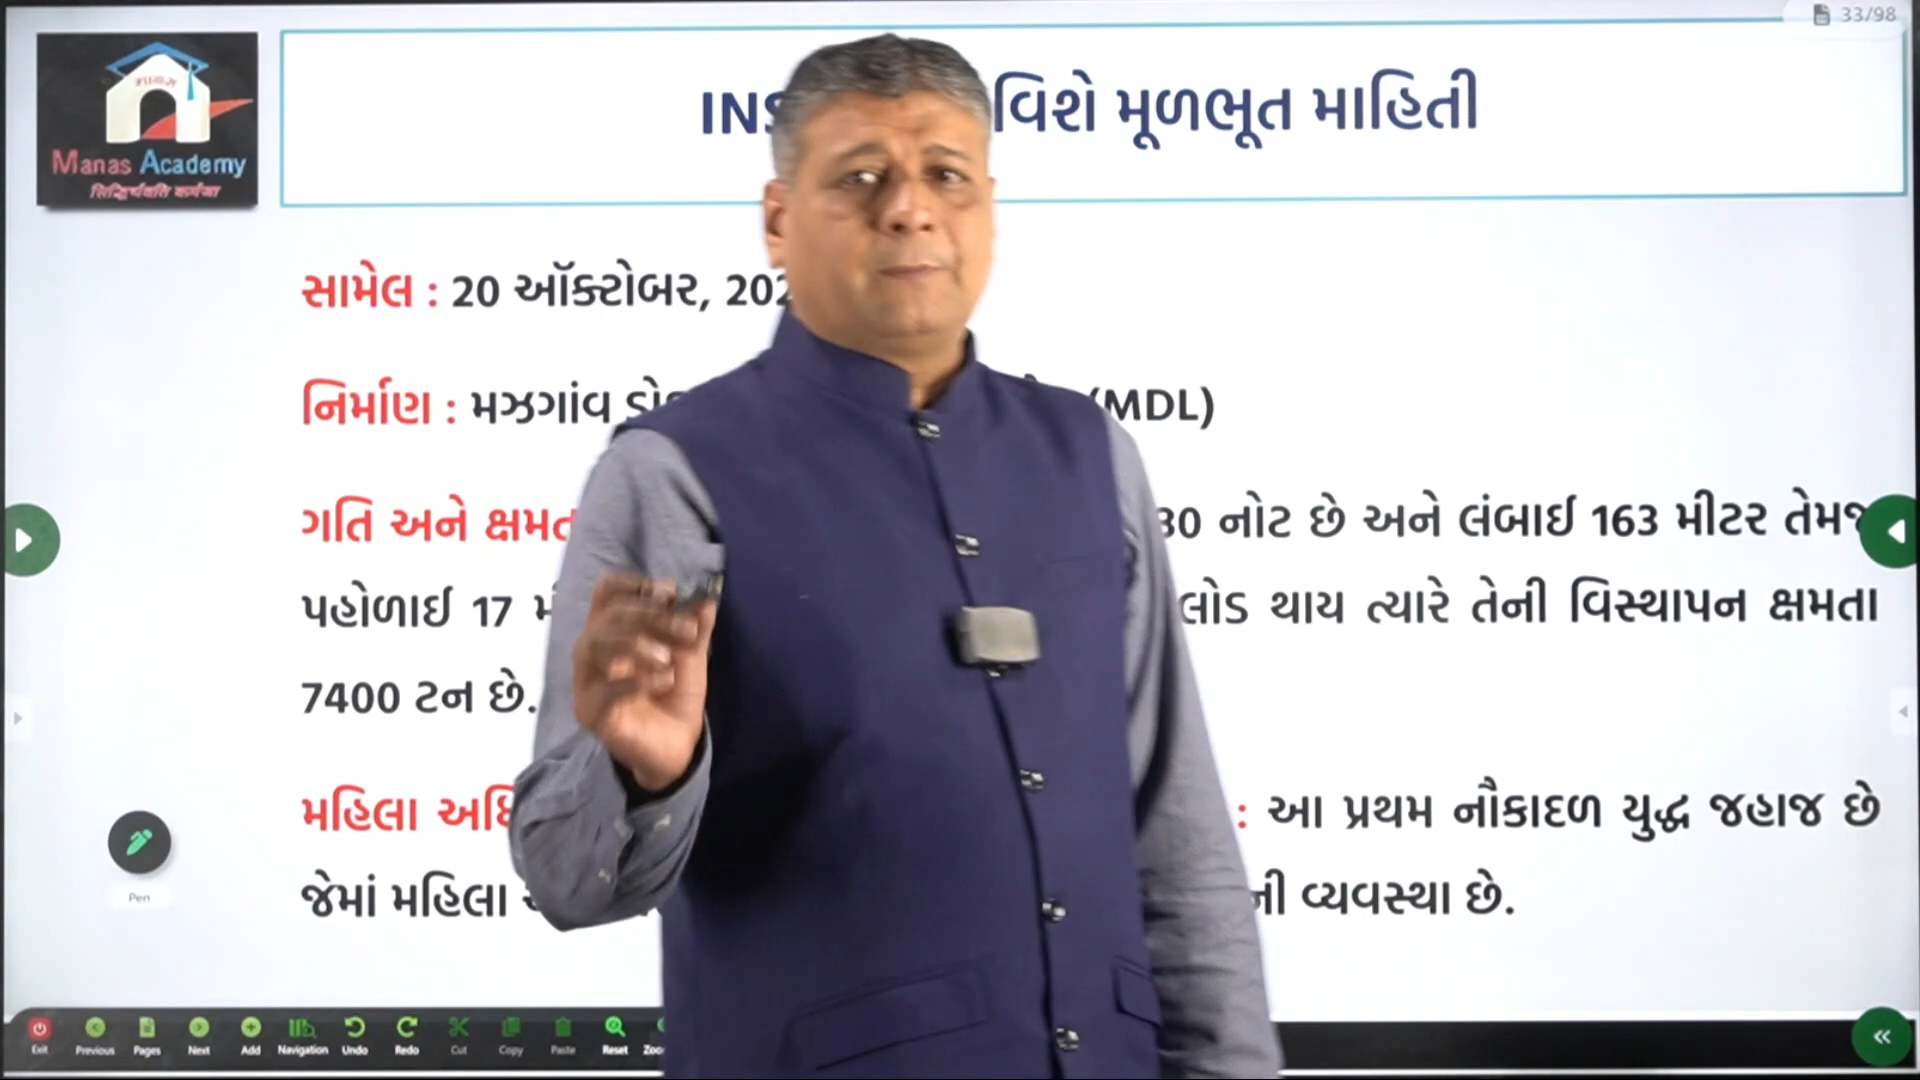 33/98
માનસ
Manas Academy
INS વિશે મૂળભૂત માહિતી
સામેલ : 20 ઑક્ટોબર, 202
નિર્માણ : મઝગાંવ (MDL)
ગતિ અને 30 નોટ છે અને લંબાઈ 163 મીટર તેમજ
પહોળાઈ 17 લોડ થાય ત્યારે તેની વિસ્થાપન ક્ષમતા
7400 ટન છે.
મહિલા : આ પ્રથમ નૌકાદળ યુદ્ધ જહાજ છે
જેમાં મહિલા ની વ્યવસ્થા છે.
Pen
Exit Previous Pages Next Add Navigation Undo Redo Cut Copy Paste Reset